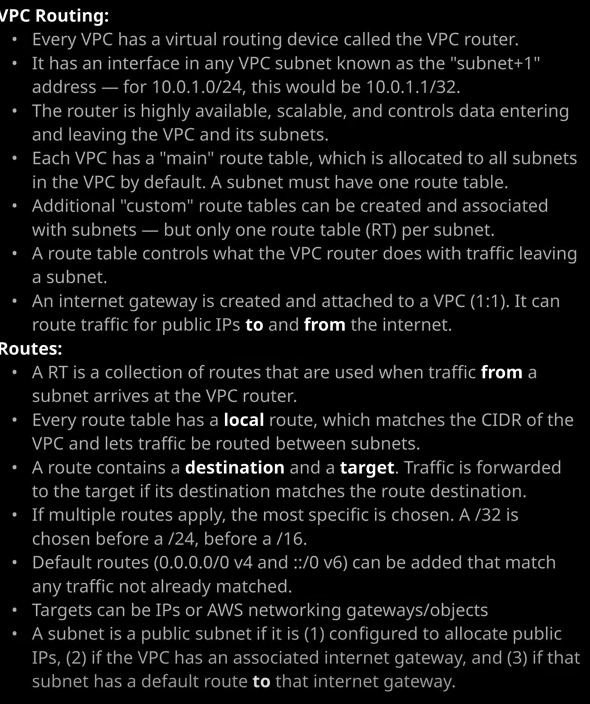 VPC Routing:
• Every VPC has a virtual routing device called the VPC router.
• It has an interface in any VPC subnet known as the "subnet+1"
address — for 10.0.1.0/24, this would be 10.0.1.1/32.
• The router is highly available, scalable, and controls data entering
and leaving the VPC and its subnets.
• Each VPC has a "main" route table, which is allocated to all subnets
in the VPC by default. A subnet must have one route table.
• Additional "custom" route tables can be created and associated
with subnets — but only one route table (RT) per subnet.
• A route table controls what the VPC router does with traffic leaving
a subnet.
• An internet gateway is created and attached to a VPC (1:1). It can
route traffic for public IPs to and from the internet.
Routes:
• A RT is a collection of routes that are used when traffic from a
subnet arrives at the VPC router.
• Every route table has a local route, which matches the CIDR of the
VPC and lets traffic be routed between subnets.
• A route contains a destination and a target. Traffic is forwarded
to the target if its destination matches the route destination.
• If multiple routes apply, the most specific is chosen. A /32 is
chosen before a /24, before a /16.
• Default routes (0.0.0.0/0 v4 and ::/0 v6) can be added that match
any traffic not already matched.
• Targets can be IPs or AWS networking gateways/objects
• A subnet is a public subnet if it is (1) configured to allocate public
IPs, (2) if the VPC has an associated internet gateway, and (3) if that
subnet has a default route to that internet gateway.